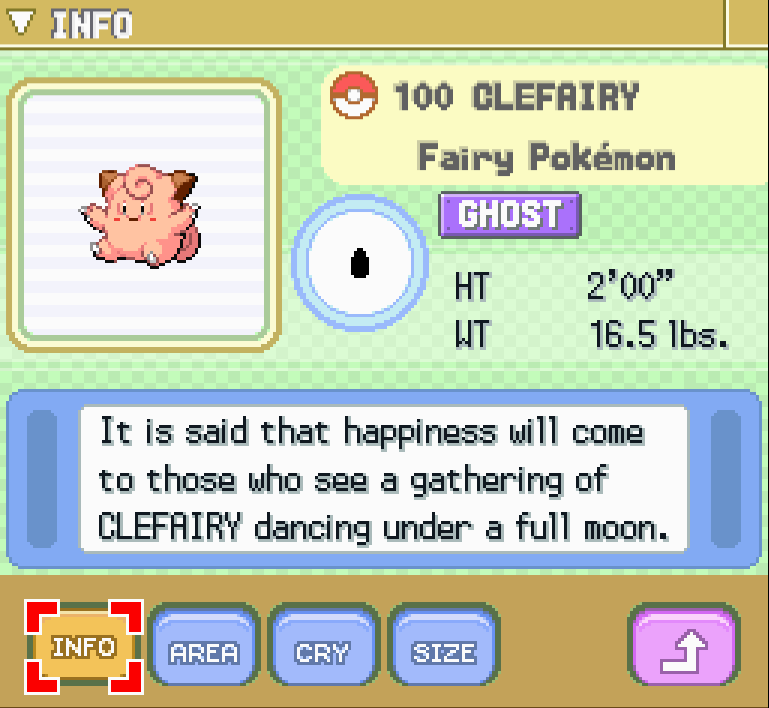 INFO
100 CLEFAIRY
Fairy Pokémon
GHOST
HT 2'00"
WT 16.5 lbs.
It is said that happiness will come
to those who see a gathering of
CLEFAIRY dancing under a full moon.
INFO AREA CRY SIZE